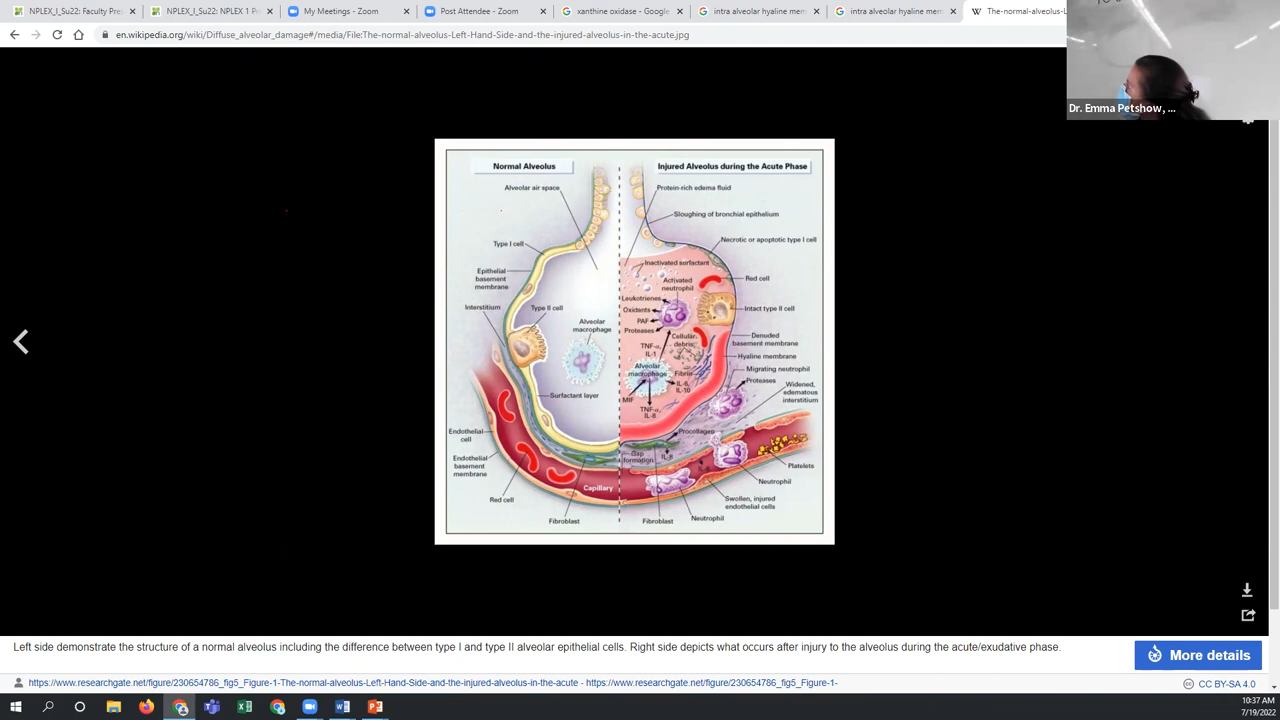 NPLEX_I_Su22: Faculty Pre
NPLEX_I_Su22: NPLEX 1 P
My Meetings - Zoom
Post Attendee - Zoom
xanthine oxidase - Google
intra alveolar hyaline mem
intra alveolar hyaline mem
The-normal-alveolus-L
en.wikipedia.org/wiki/Diffuse_alveolar_damage#/media/File:The-normal-alveolus-Left-Hand-Side-and-the-injured-alveolus-in-the-acute.jpg
Dr. Emma Petshow, ...
Normal Alveolus
Injured Alveolus during the Acute Phase
Alveolar air space
Protein-rich edema fluid
Sloughing of bronchial epithelium
Type I cell
Necrotic or apoptotic type I cell
Epithelial
basement
membrane
Inactivated surfactant
Red cell
Activated
neutrophil
Leukotrienes
Oxidants
PAF
Proteases
Interstitium
Type II cell
Intact type II cell
Alveolar
macrophage
Cellular
debris
Denuded
basement membrane
TNF-α,
IL-1
Hyaline membrane
Alveolar
macrophage
Fibrin
Migrating neutrophil
Proteases
IL-6,
IL-10
Widened,
edematous
interstitium
MIF
Surfactant layer
TNF-α,
IL-8
Procollagen
Endothelial
cell
Gap
formation
IL-8
Endothelial
basement
membrane
Platelets
Neutrophil
Capillary
Red cell
Swollen, injured
endothelial cells
Fibroblast
Fibroblast
Neutrophil
Left side demonstrate the structure of a normal alveolus including the difference between type I and type II alveolar epithelial cells. Right side depicts what occurs after injury to the alveolus during the acute/exudative phase.
More details
https://www.researchgate.net/figure/230654786_fig5_Figure-1-The-normal-alveolus-Left-Hand-Side-and-the-injured-alveolus-in-the-acute - https://www.researchgate.net/figure/230654786_fig5_Figure-1-
CC BY-SA 4.0
10:37 AM
7/19/2022